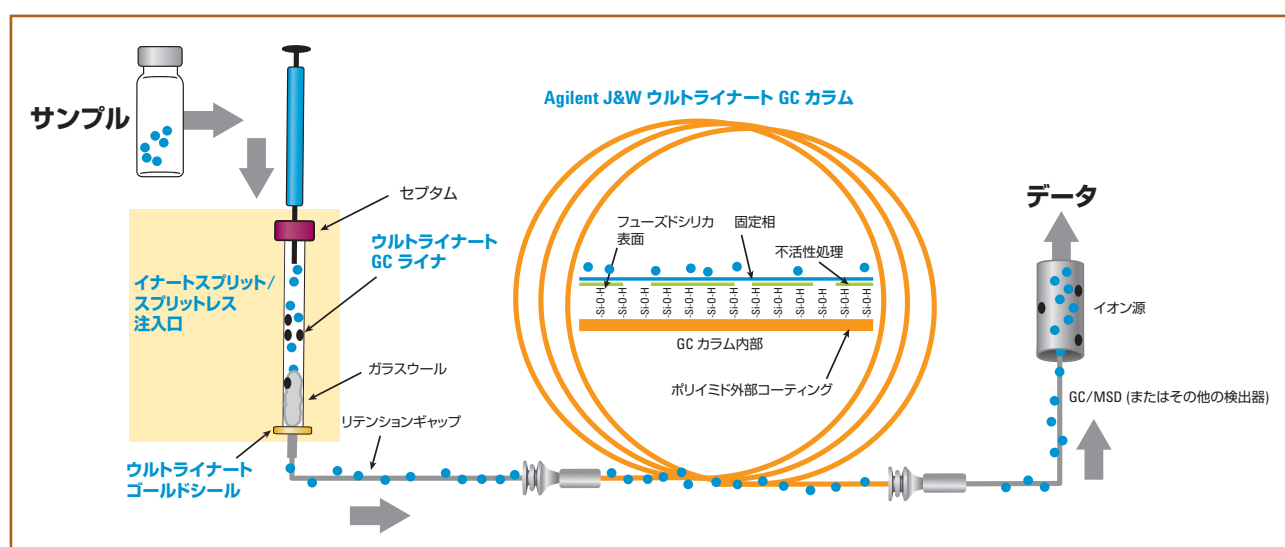 サンプル
Agilent J&W ウルトライナート GC カラム
セプタム
ウルトライナート
GC ライナ
イナートスプリット/
スプリットレス
注入口
ガラスウール
リテンションギャップ
ウルトライナート
ゴールドシール
フューズドシリカ
表面
固定相
不活性処理
-Si-O-H
-Si-O-H
-Si-O-H
-Si-O-H
-Si-O-H
-Si-O-H
-Si-O-H
-Si-O-H
-Si-O-H
-Si-O-H
-Si-O-H
-Si-O-H
-Si-O-H
GC カラム内部
ポリイミド外部コーティング
データ
イオン源
GC/MSD (またはその他の検出器)